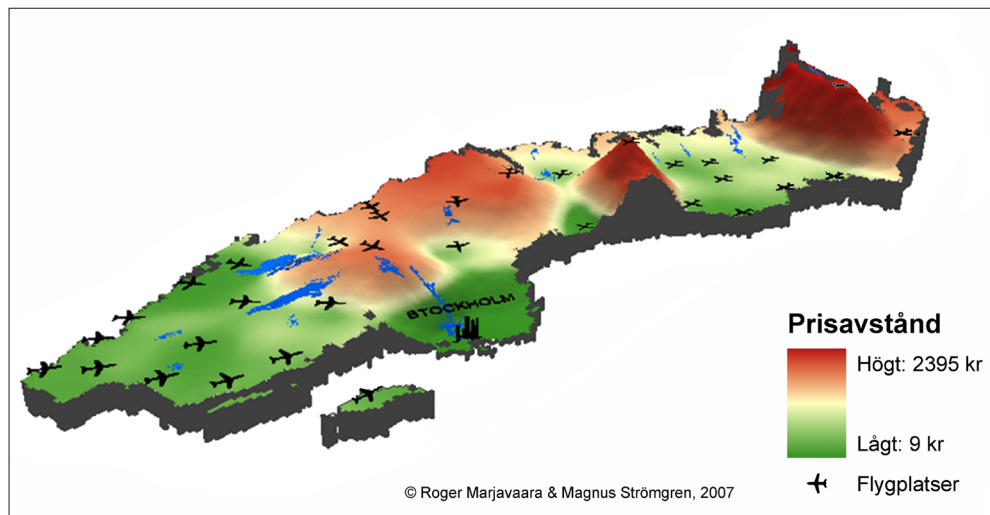 STOCKHOLM
Prisavstånd
Högt: 2395 kr
Lågt: 9 kr
Flygplatser
© Roger Marjavaara & Magnus Strömgren, 2007